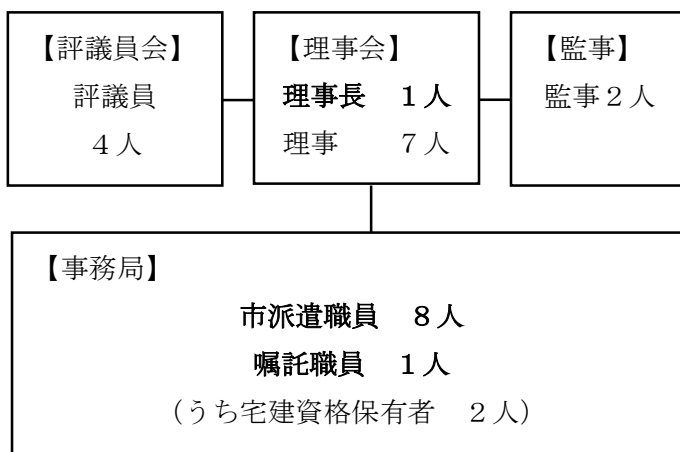 【評議員会】
評議員
４人
【理事会】
理事長　１人
理事　　７人
【監事】
監事２人
【事務局】
市派遣職員　８人
嘱託職員　１人
（うち宅建資格保有者　２人）